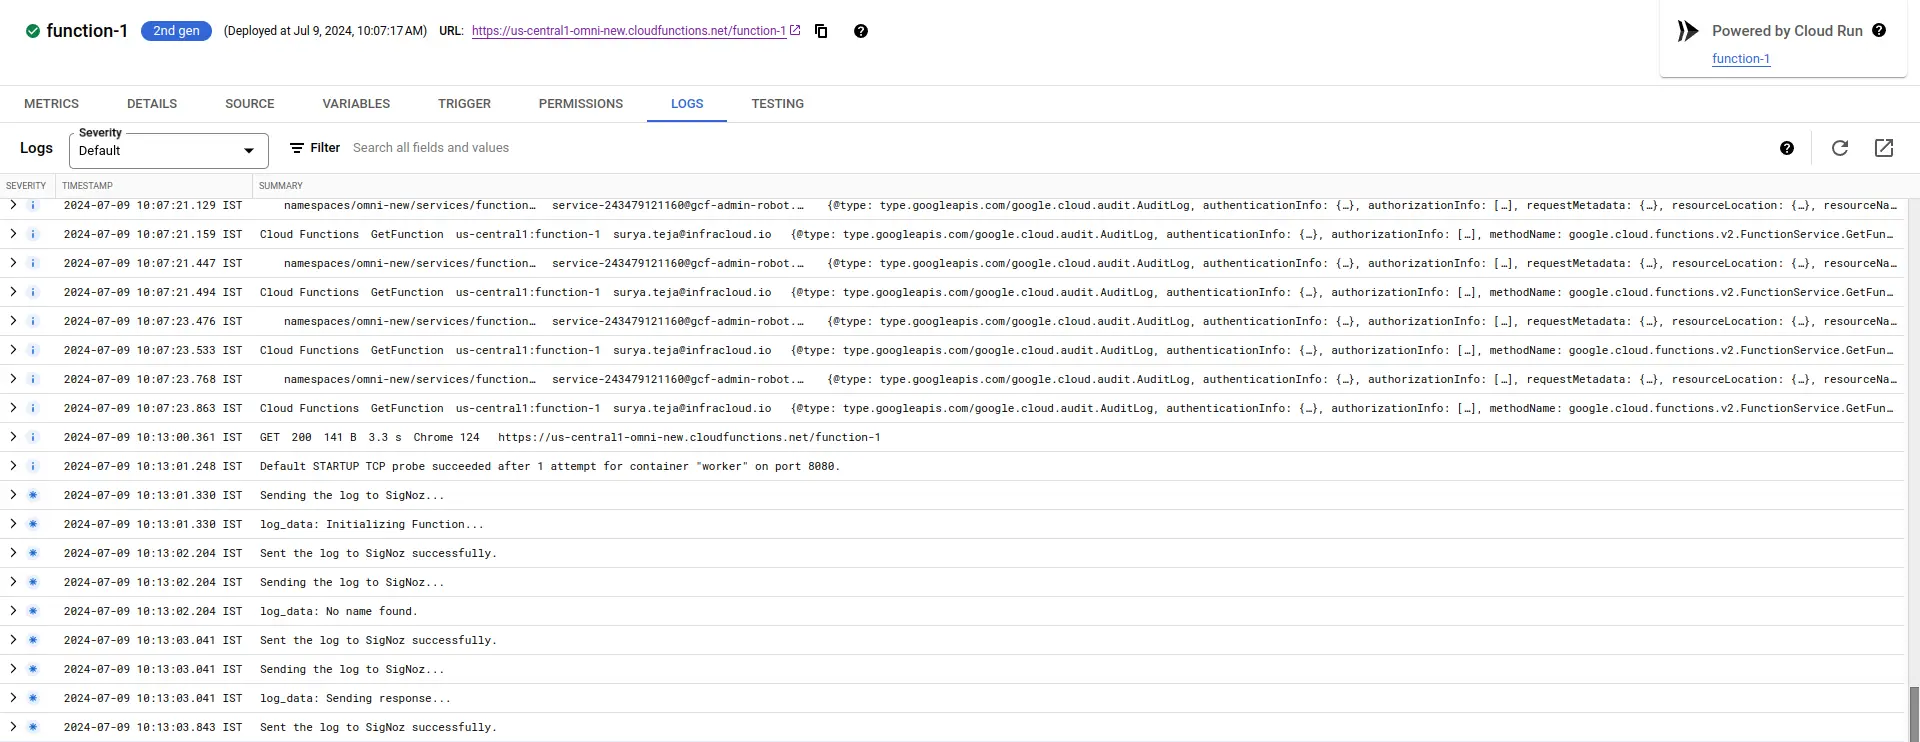 function-1 2nd gen (Deployed at Jul 9, 2024, 10:07:17 AM) URL: https://us-central1-omni-new.cloudfunctions.net/function-1
Powered by Cloud Run
function-1
METRICS DETAILS SOURCE VARIABLES TRIGGER PERMISSIONS LOGS TESTING
Severity
Logs Default Filter Search all fields and values
SEVERITY TIMESTAMP SUMMARY
2024-07-09 10:07:21.129 IST namespaces/omni-new/services/function… service-243479121160@gcf-admin-robot.… {@type: type.googleapis.com/google.cloud.audit.AuditLog, authenticationInfo: {…}, authorizationInfo: […], requestMetadata: {…}, resourceLocation: {…}, resourceNa…
2024-07-09 10:07:21.159 IST Cloud Functions GetFunction us-central1:function-1 surya.teja@infracloud.io {@type: type.googleapis.com/google.cloud.audit.AuditLog, authenticationInfo: {…}, authorizationInfo: […], methodName: google.cloud.functions.v2.FunctionService.GetFun…
2024-07-09 10:07:21.447 IST namespaces/omni-new/services/function… service-243479121160@gcf-admin-robot.… {@type: type.googleapis.com/google.cloud.audit.AuditLog, authenticationInfo: {…}, authorizationInfo: […], requestMetadata: {…}, resourceLocation: {…}, resourceNa…
2024-07-09 10:07:21.494 IST Cloud Functions GetFunction us-central1:function-1 surya.teja@infracloud.io {@type: type.googleapis.com/google.cloud.audit.AuditLog, authenticationInfo: {…}, authorizationInfo: […], methodName: google.cloud.functions.v2.FunctionService.GetFun…
2024-07-09 10:07:23.476 IST namespaces/omni-new/services/function… service-243479121160@gcf-admin-robot.… {@type: type.googleapis.com/google.cloud.audit.AuditLog, authenticationInfo: {…}, authorizationInfo: […], requestMetadata: {…}, resourceLocation: {…}, resourceNa…
2024-07-09 10:07:23.533 IST Cloud Functions GetFunction us-central1:function-1 surya.teja@infracloud.io {@type: type.googleapis.com/google.cloud.audit.AuditLog, authenticationInfo: {…}, authorizationInfo: […], methodName: google.cloud.functions.v2.FunctionService.GetFun…
2024-07-09 10:07:23.768 IST namespaces/omni-new/services/function… service-243479121160@gcf-admin-robot.… {@type: type.googleapis.com/google.cloud.audit.AuditLog, authenticationInfo: {…}, authorizationInfo: […], requestMetadata: {…}, resourceLocation: {…}, resourceNa…
2024-07-09 10:07:23.863 IST Cloud Functions GetFunction us-central1:function-1 surya.teja@infracloud.io {@type: type.googleapis.com/google.cloud.audit.AuditLog, authenticationInfo: {…}, authorizationInfo: […], methodName: google.cloud.functions.v2.FunctionService.GetFun…
2024-07-09 10:13:00.361 IST GET 200 141 B 3.3 s Chrome 124 https://us-central1-omni-new.cloudfunctions.net/function-1
2024-07-09 10:13:01.248 IST Default STARTUP TCP probe succeeded after 1 attempt for container "worker" on port 8080.
2024-07-09 10:13:01.330 IST Sending the log to SigNoz...
2024-07-09 10:13:01.330 IST log_data: Initializing Function...
2024-07-09 10:13:02.204 IST Sent the log to SigNoz successfully.
2024-07-09 10:13:02.204 IST Sending the log to SigNoz...
2024-07-09 10:13:02.204 IST log_data: No name found.
2024-07-09 10:13:03.041 IST Sent the log to SigNoz successfully.
2024-07-09 10:13:03.041 IST Sending the log to SigNoz...
2024-07-09 10:13:03.041 IST log_data: Sending response...
2024-07-09 10:13:03.843 IST Sent the log to SigNoz successfully.